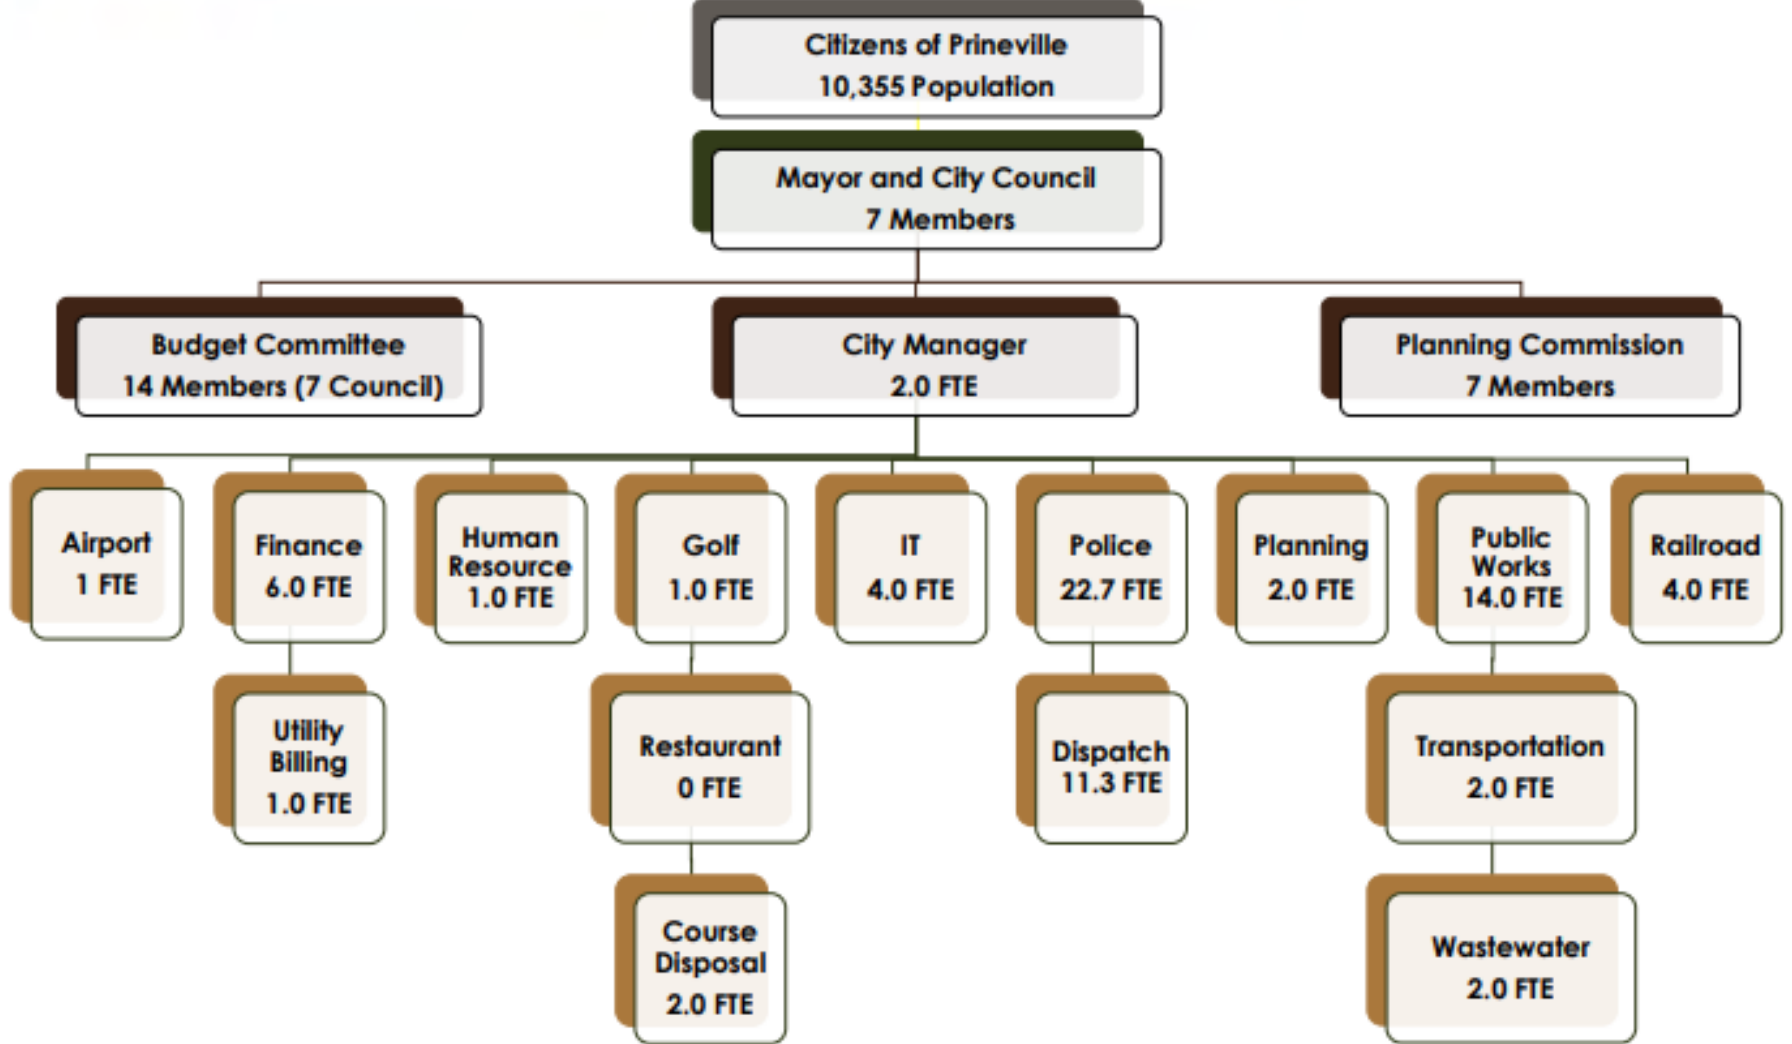 Citizens of Prineville
10,355 Population
Mayor and City Council
7 Members
Budget Committee
14 Members (7 Council)
City Manager
2.0 FTE
Planning Commission
7 Members
Airport
1 FTE
Finance
6.0 FTE
Human
Resource
1.0 FTE
Golf
1.0 FTE
IT
4.0 FTE
Police
22.7 FTE
Planning
2.0 FTE
Public
Works
14.0 FTE
Railroad
4.0 FTE
Utility
Billing
1.0 FTE
Restaurant
0 FTE
Dispatch
11.3 FTE
Transportation
2.0 FTE
Course
Disposal
2.0 FTE
Wastewater
2.0 FTE